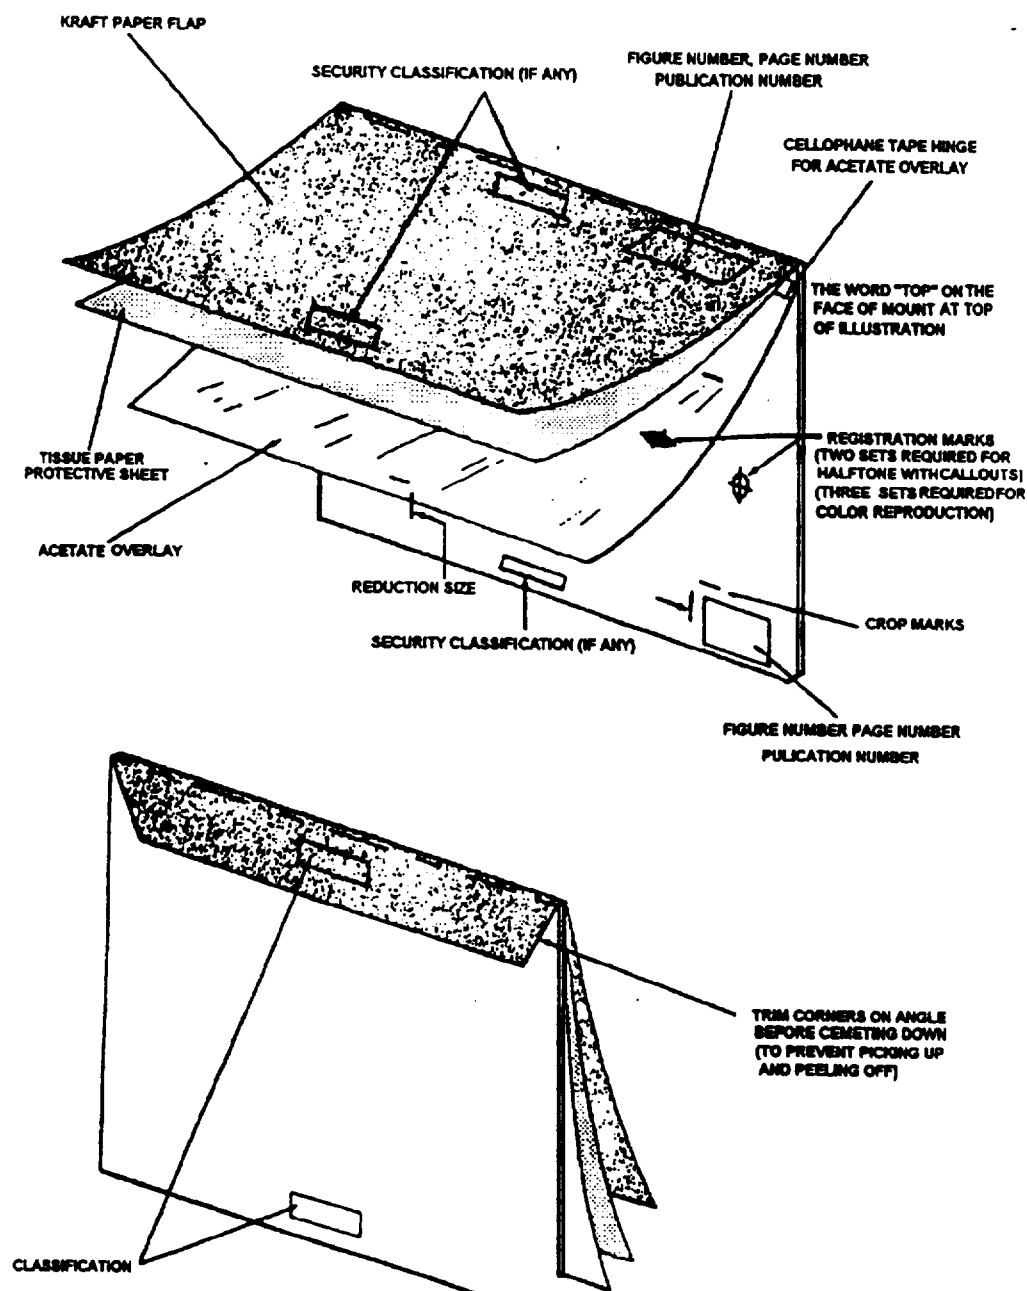 KRAFT PAPER FLAP
SECURITY CLASSIFICATION (IF ANY)
FIGURE NUMBER, PAGE NUMBER
PUBLICATION NUMBER
CELLOPHANE TAPE HINGE
FOR ACETATE OVERLAY
THE WORD "TOP" ON THE
FACE OF MOUNT AT TOP
OF ILLUSTRATION
REGISTRATION MARKS
(TWO SETS REQUIRED FOR
HALFTONE WITH CALLOUTS)
(THREE SETS REQUIRED FOR
COLOR REPRODUCTION)
TISSUE PAPER
PROTECTIVE SHEET
ACETATE OVERLAY
REDUCTION SIZE
SECURITY CLASSIFICATION (IF ANY)
CROP MARKS
FIGURE NUMBER PAGE NUMBER
PULICATION NUMBER
TRIM CORNERS ON ANGLE
BEFORE CEMETING DOWN
(TO PREVENT PICKING UP
AND PEELING OFF)
CLASSIFICATION